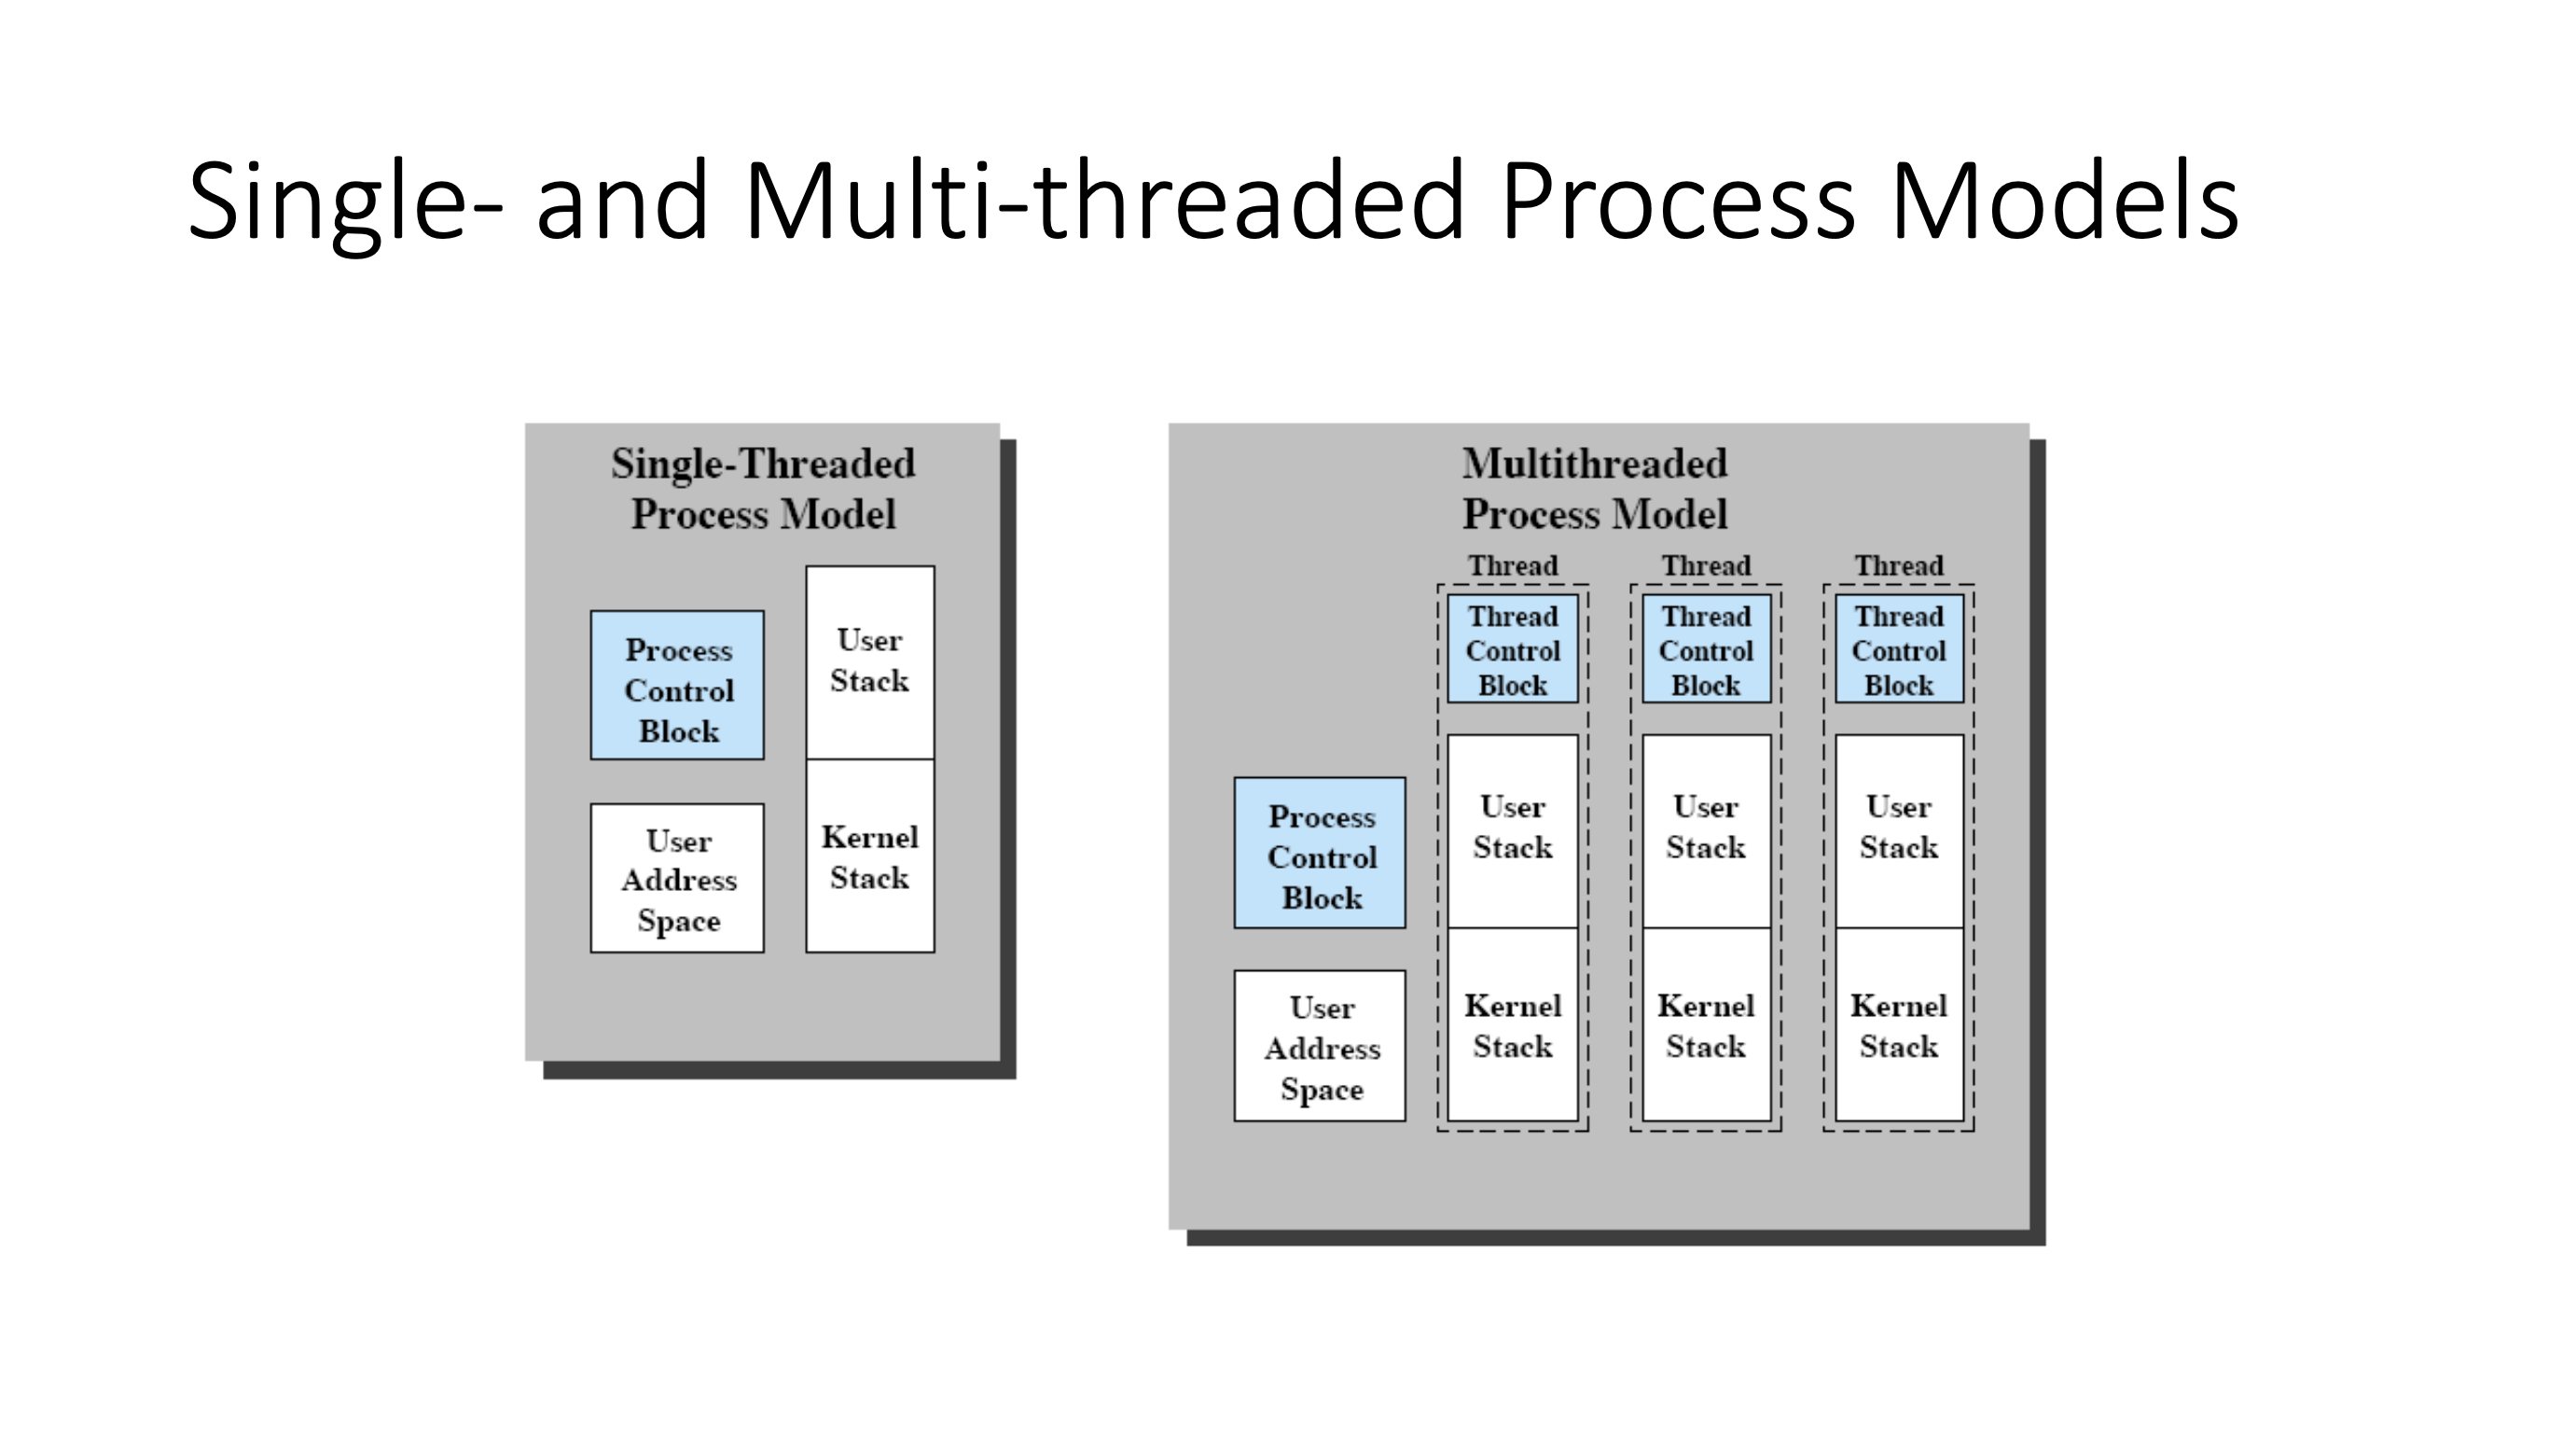 Single- and Multi-threaded Process Models
Single-Threaded
Process Model
Process
Control
Block
User
Address
Space
User
Stack
Kernel
Stack
Multithreaded
Process Model
Process
Control
Block
User
Address
Space
Thread
Thread
Control
Block
User
Stack
Kernel
Stack
Thread
Thread
Control
Block
User
Stack
Kernel
Stack
Thread
Thread
Control
Block
User
Stack
Kernel
Stack